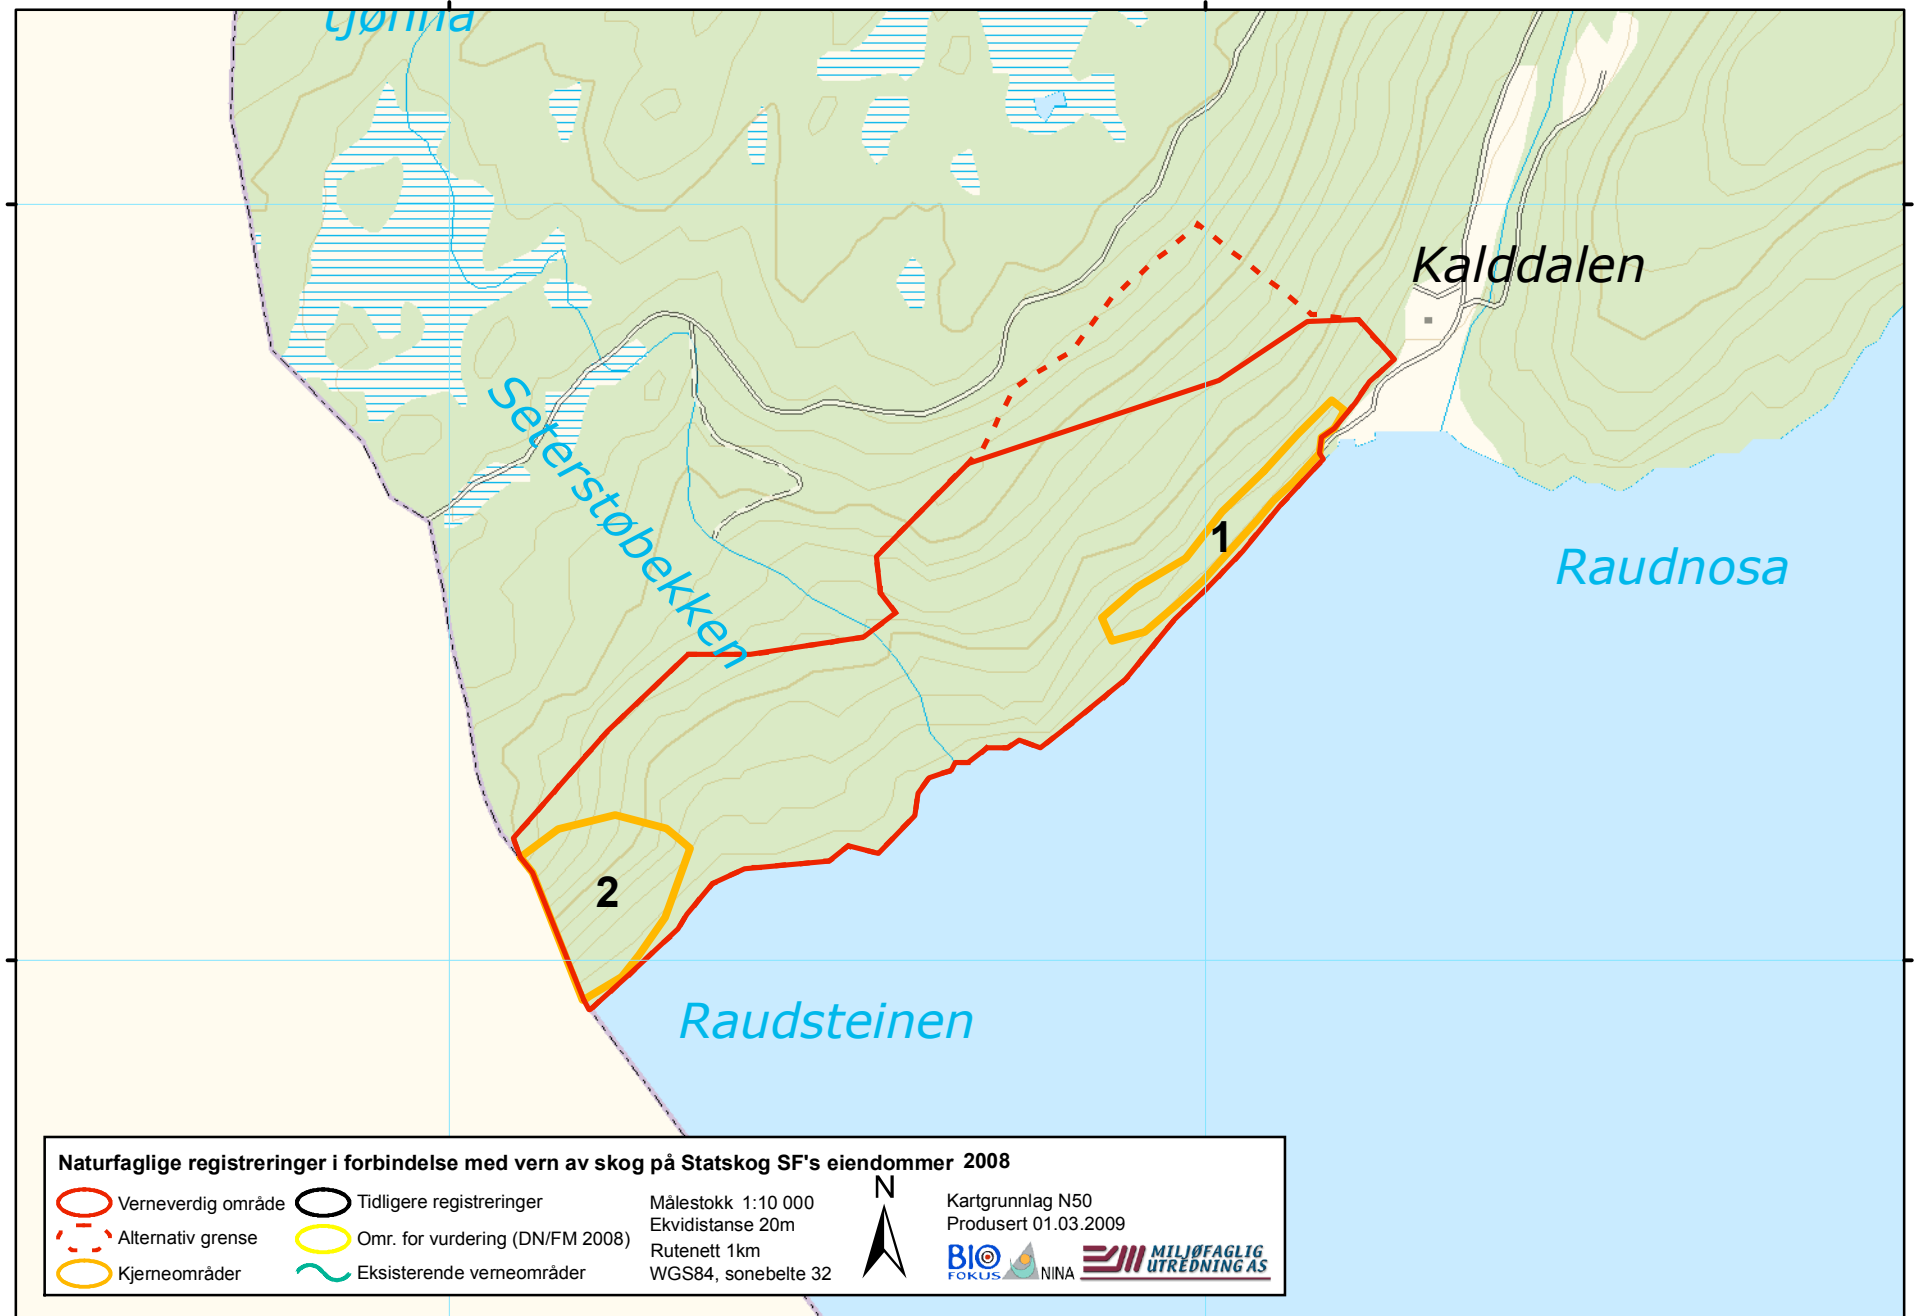 tjønna
Kalddalen
Seterstøbekken
1
Raudnosa
2
Raudsteinen
Naturfaglige registreringer i forbindelse med vern av skog på Statskog SF's eiendommer 2008
Verneverdig område
Alternativ grense
Kjerneområder
Tidligere registreringer
Omr. for vurdering (DN/FM 2008)
Eksisterende verneområder
Målestokk 1:10 000
Ekvidistanse 20m
Rutenett 1km
WGS84, sonebelte 32
N
Kartgrunnlag N50
Produsert 01.03.2009
BIO
FOKUS
NINA
MILJØFAGLIG
UTREDNING AS